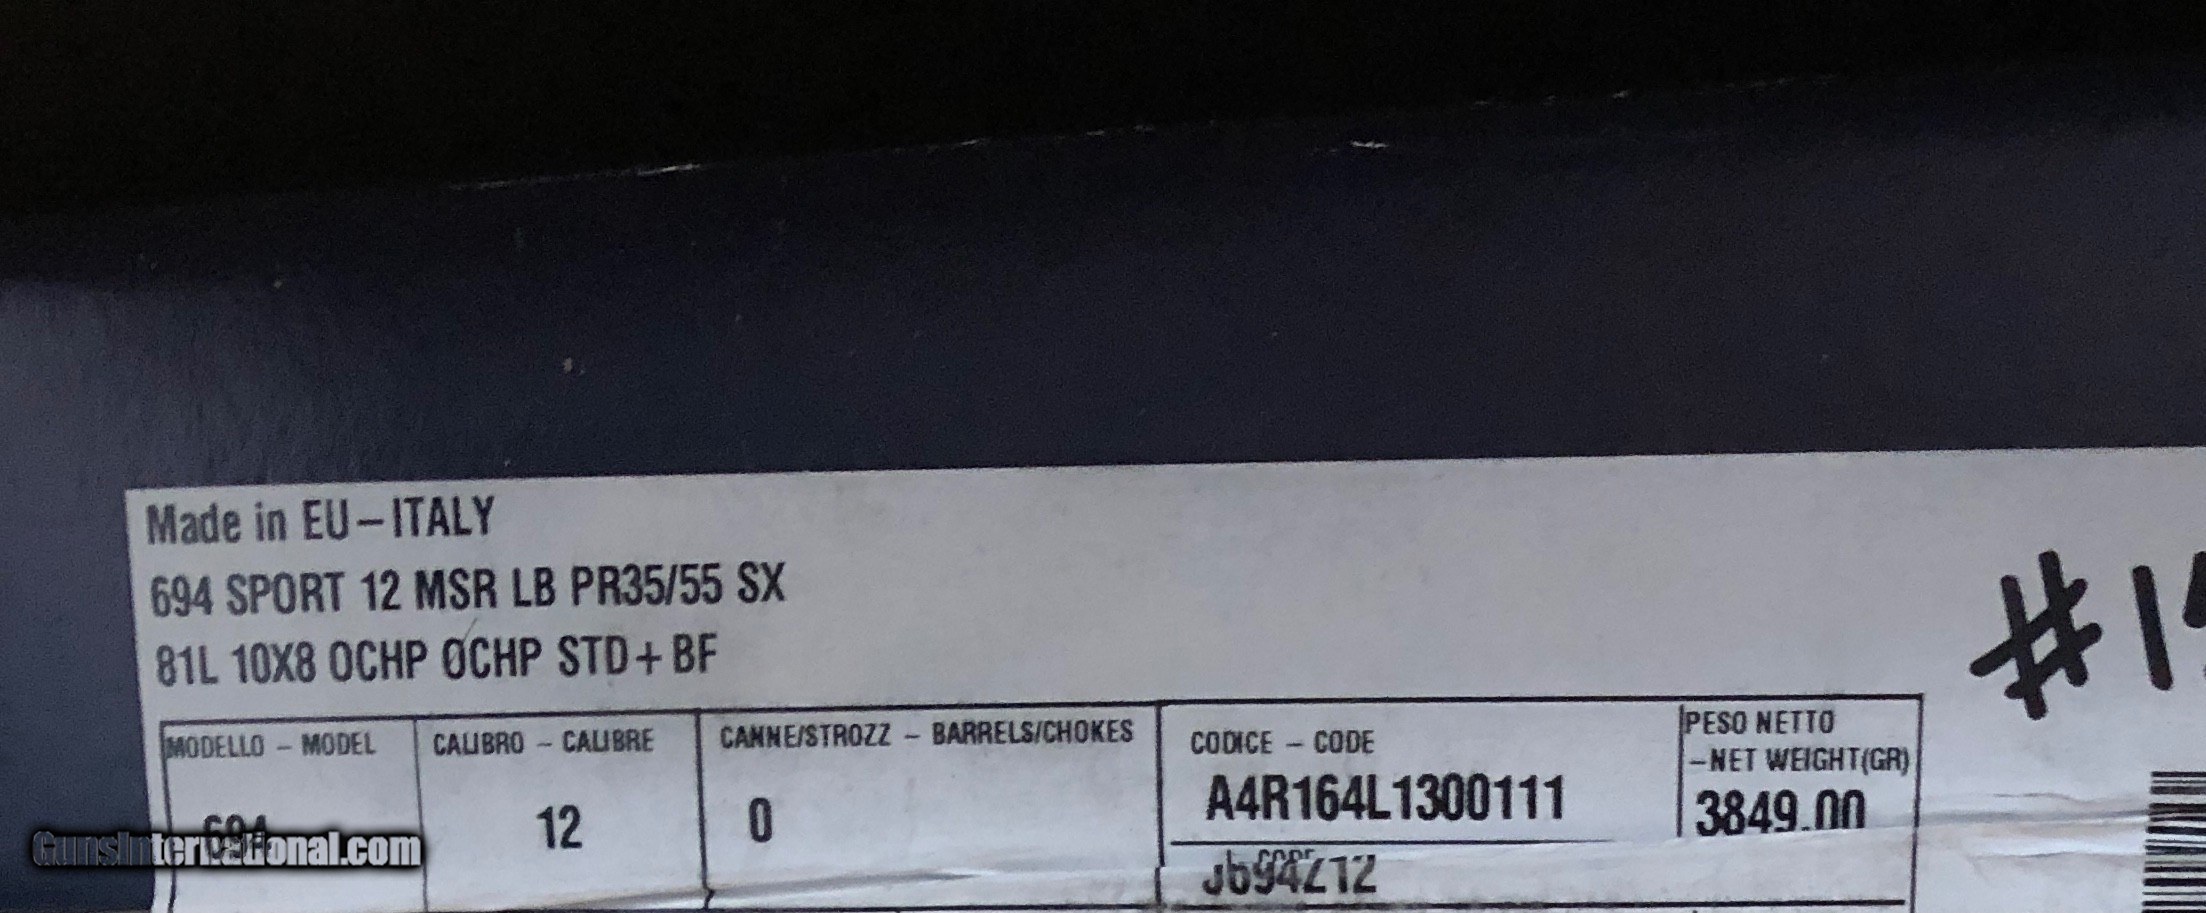 Made in EU-ITALY
694 SPORT 12 MSR LB PR35/55 SX
81L 10X8 OCHP OCHP STD+ BF
MODELLO - MODEL
CALIBRO - CALIBRE
CANNE/STROZZ - BARRELS/CHOKES
CODICE - CODE
PESO NETTO
-NET WEIGHT(GR)
694
12
0
A4R164L1300111
3849.00
GunsInternational.com